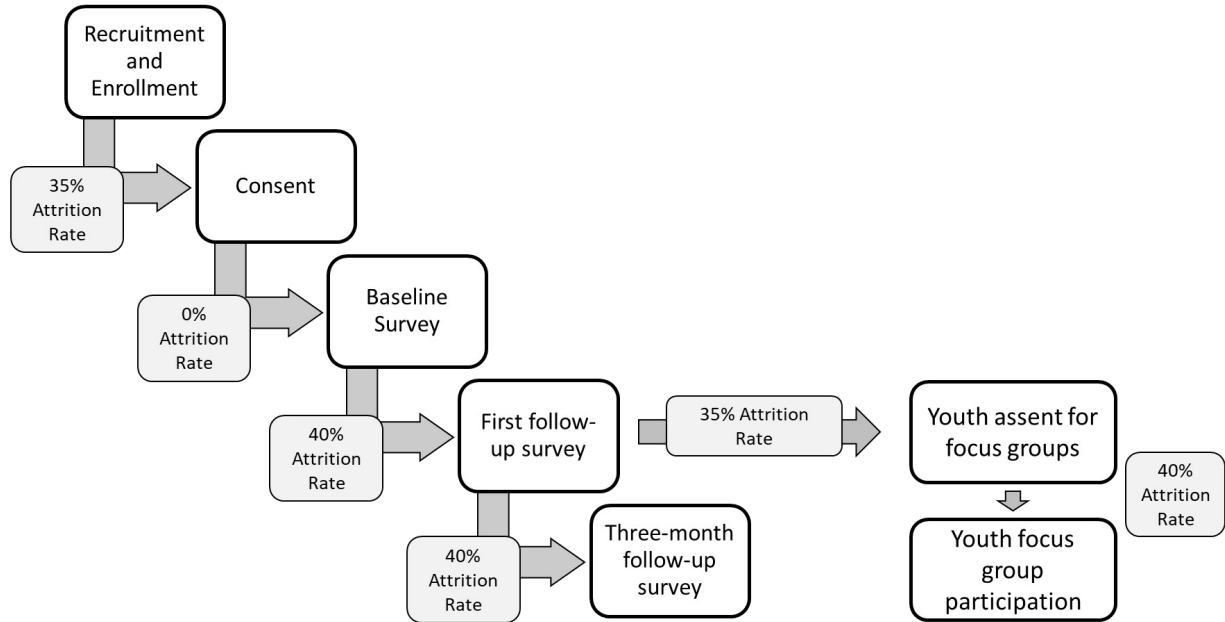 Recruitment
and
Enrollment
35%
Attrition
Rate
Consent
0%
Attrition
Rate
Baseline
Survey
40%
Attrition
Rate
First follow-
up survey
35% Attrition
Rate
Youth assent for
focus groups
40%
Attrition
Rate
40%
Attrition
Rate
Three-month
follow-up
survey
Youth focus
group
participation